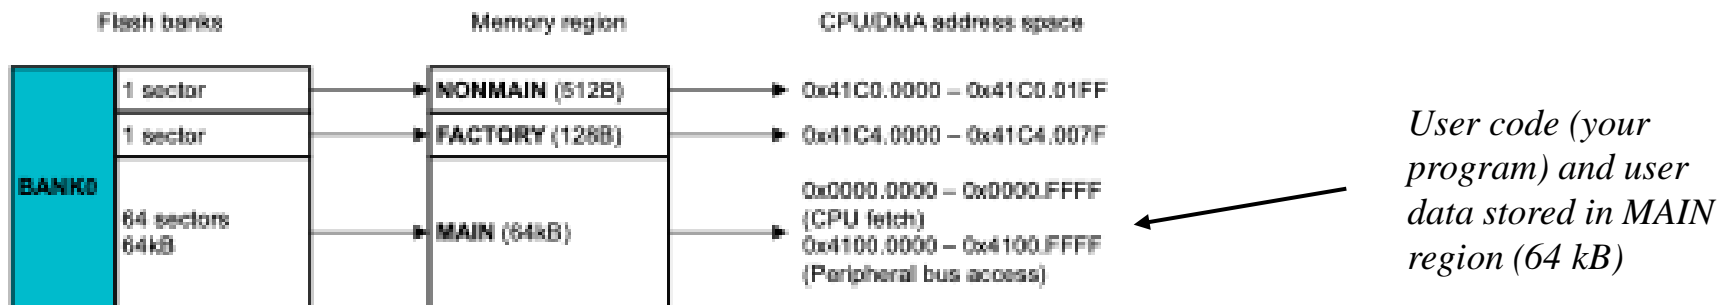 Flash banks
Memory region
CPU/DMA address space
BANK0
1 sector
NONMAIN (512B)
0x41C0.0000 – 0x41C0.01FF
1 sector
FACTORY (128B)
0x41C4.0000 – 0x41C4.007F
64 sectors
64kB
MAIN (64kB)
0x0000.0000 – 0x0000.FFFF
(CPU fetch)
0x4100.0000 – 0x4100.FFFF
(Peripheral bus access)
User code (your
program) and user
data stored in MAIN
region (64 kB)